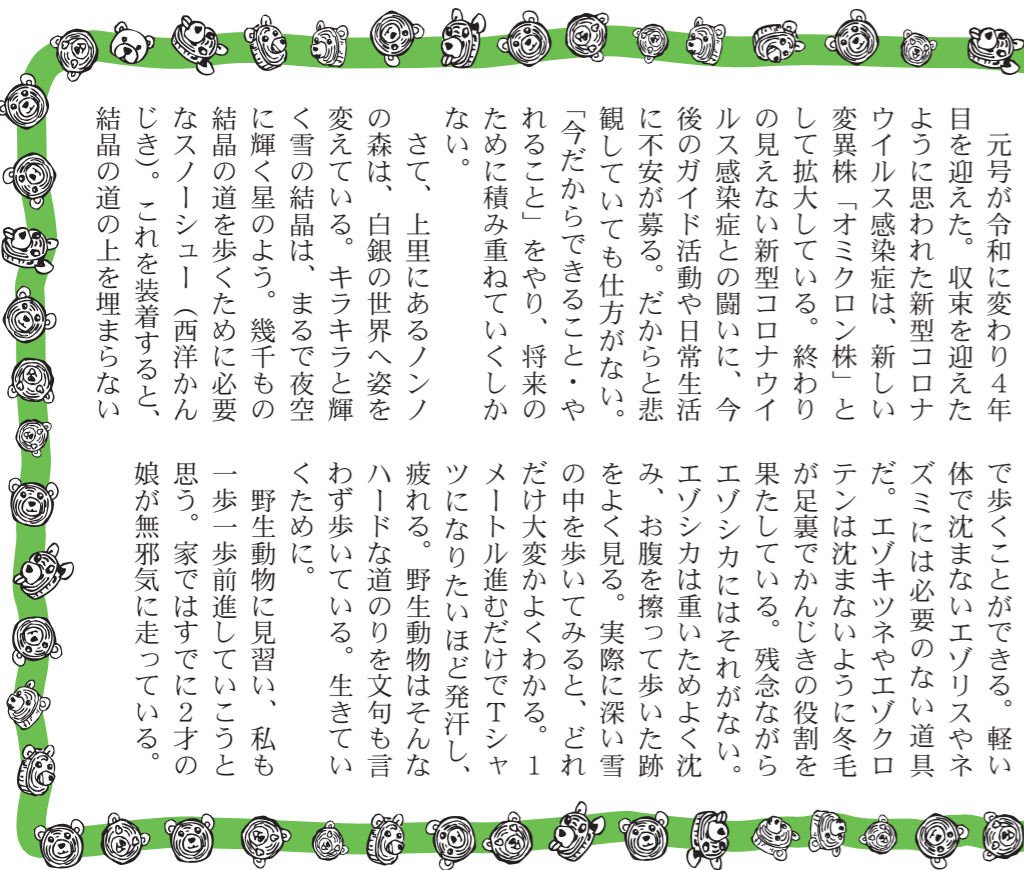 元号が令和に変わり４年
目を迎えた。収束を迎えた
ように思われた新型コロナ
ウイルス感染症は、新しい
変異株「オミクロン株」と
して拡大している。終わり
の見えない新型コロナウイ
ルス感染症との闘いに、今
後のガイド活動や日常生活
に不安が募る。だからと悲
観していても仕方がない。
「今だからできること・や
れること」をやり、将来の
ために積み重ねていくしか
ない。
さて、上里にあるノンノ
の森は、白銀の世界へ姿を
変えている。キラキラと輝
く雪の結晶は、まるで夜空
に輝く星のよう。幾千もの
結晶の道を歩くために必要
なスノーシュー（西洋かん
じき）。これを装着すると、
結晶の道の上を埋まらない
で歩くことができる。軽い
体で沈まないエゾリスやネ
ズミには必要のない道具
だ。エゾキツネやエゾクロ
テンは沈まないように冬毛
が足裏でかんじきの役割を
果たしている。残念ながら
エゾシカにはそれがない。
エゾシカは重いためよく沈
み、お腹を擦って歩いた跡
をよく見る。実際に深い雪
の中を歩いてみると、どれ
だけ大変かよくわかる。１
メートル進むだけでＴシャ
ツになりたいほど発汗し、
疲れる。野生動物はそんな
ハードな道のりを文句も言
わず歩いている。生きてい
くために。
野生動物に見習い、私も
一歩一歩前進していこうと
思う。家ではすでに２才の
娘が無邪気に走っている。